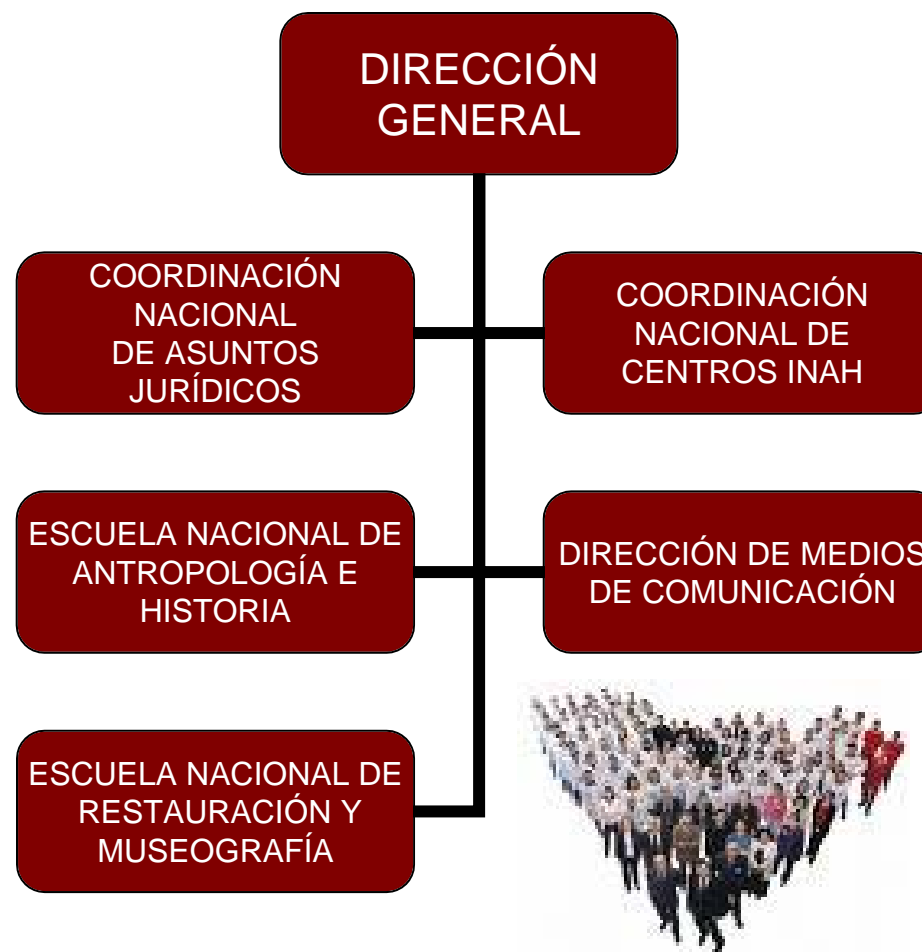 DIRECCIÓN
GENERAL
COORDINACIÓN
NACIONAL
DE ASUNTOS
JURÍDICOS
COORDINACIÓN
NACIONAL DE
CENTROS INAH
ESCUELA NACIONAL DE
ANTROPOLOGÍA E
HISTORIA
DIRECCIÓN DE MEDIOS
DE COMUNICACIÓN
ESCUELA NACIONAL DE
RESTAURACIÓN Y
MUSEOGRAFÍA